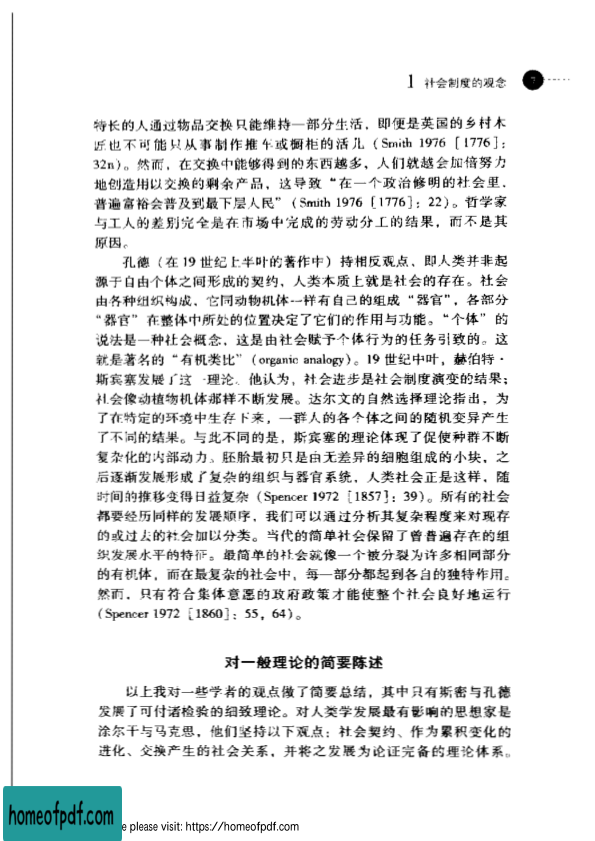 1 社会制度的观念 7
特长的人通过物品交换只能维持一部分生活，即便是英国的乡村木
匠也不可能只从事制作推车或橱柜的活儿（Smith 1976［1776］：
32n）。然而，在交换中能够得到的东西越多，人们就越会加倍努力
地创造用以交换的剩余产品，这导致“在一个政治修明的社会里，
普遍富裕会普及到最下层人民”（Smith 1976［1776］：22）。哲学家
与工人的差别完全是在市场中完成的劳动分工的结果，而不是其
原因。
孔德（在19世纪上半叶的著作中）持相反观点，即人类并非起
源于自由个体之间形成的契约，人类本质上就是社会的存在。社会
由各种组织构成，它同动物机体一样有自己的组成“器官”，各部分
“器官”在整体中所处的位置决定了它们的作用与功能。“个体”的
说法是一种社会概念，这是由社会赋予个体行为的任务引致的。这
就是著名的“有机类比”（organic analogy）。19世纪中叶，赫伯特·
斯宾塞发展了这一理论。他认为，社会进步是社会制度演变的结果；
社会像动植物机体那样不断发展。达尔文的自然选择理论指出，为
了在特定的环境中生存下来，一群人的各个体之间的随机变异产生
了不同的结果。与此不同的是，斯宾塞的理论体现了促使种群不断
复杂化的内部动力。胚胎最初只是由无差异的细胞组成的小块，之
后逐渐发展形成了复杂的组织与器官系统，人类社会正是这样，随
时间的推移变得日益复杂（Spencer 1972［1857］：39）。所有的社会
都要经历同样的发展顺序，我们可以通过分析其复杂程度来对现存
的或过去的社会加以分类。当代的简单社会保留了曾普遍存在的组
织发展水平的特征。最简单的社会就像一个被分裂为许多相同部分
的有机体，而在最复杂的社会中，每一部分都起到各自的独特作用。
然而，只有符合集体意愿的政府政策才能使整个社会良好地运行
（Spencer 1972［1860］：55，64）。
对一般理论的简要陈述
以上我对一些学者的观点做了简要总结，其中只有斯密与孔德
发展了可付诸检验的细致理论。对人类学发展最有影响的思想家是
涂尔干与马克思，他们坚持以下观点：社会契约、作为累积变化的
进化、交换产生的社会关系，并将之发展为论证完备的理论体系。
homeofpdf.com
e please visit: https://homeofpdf.com